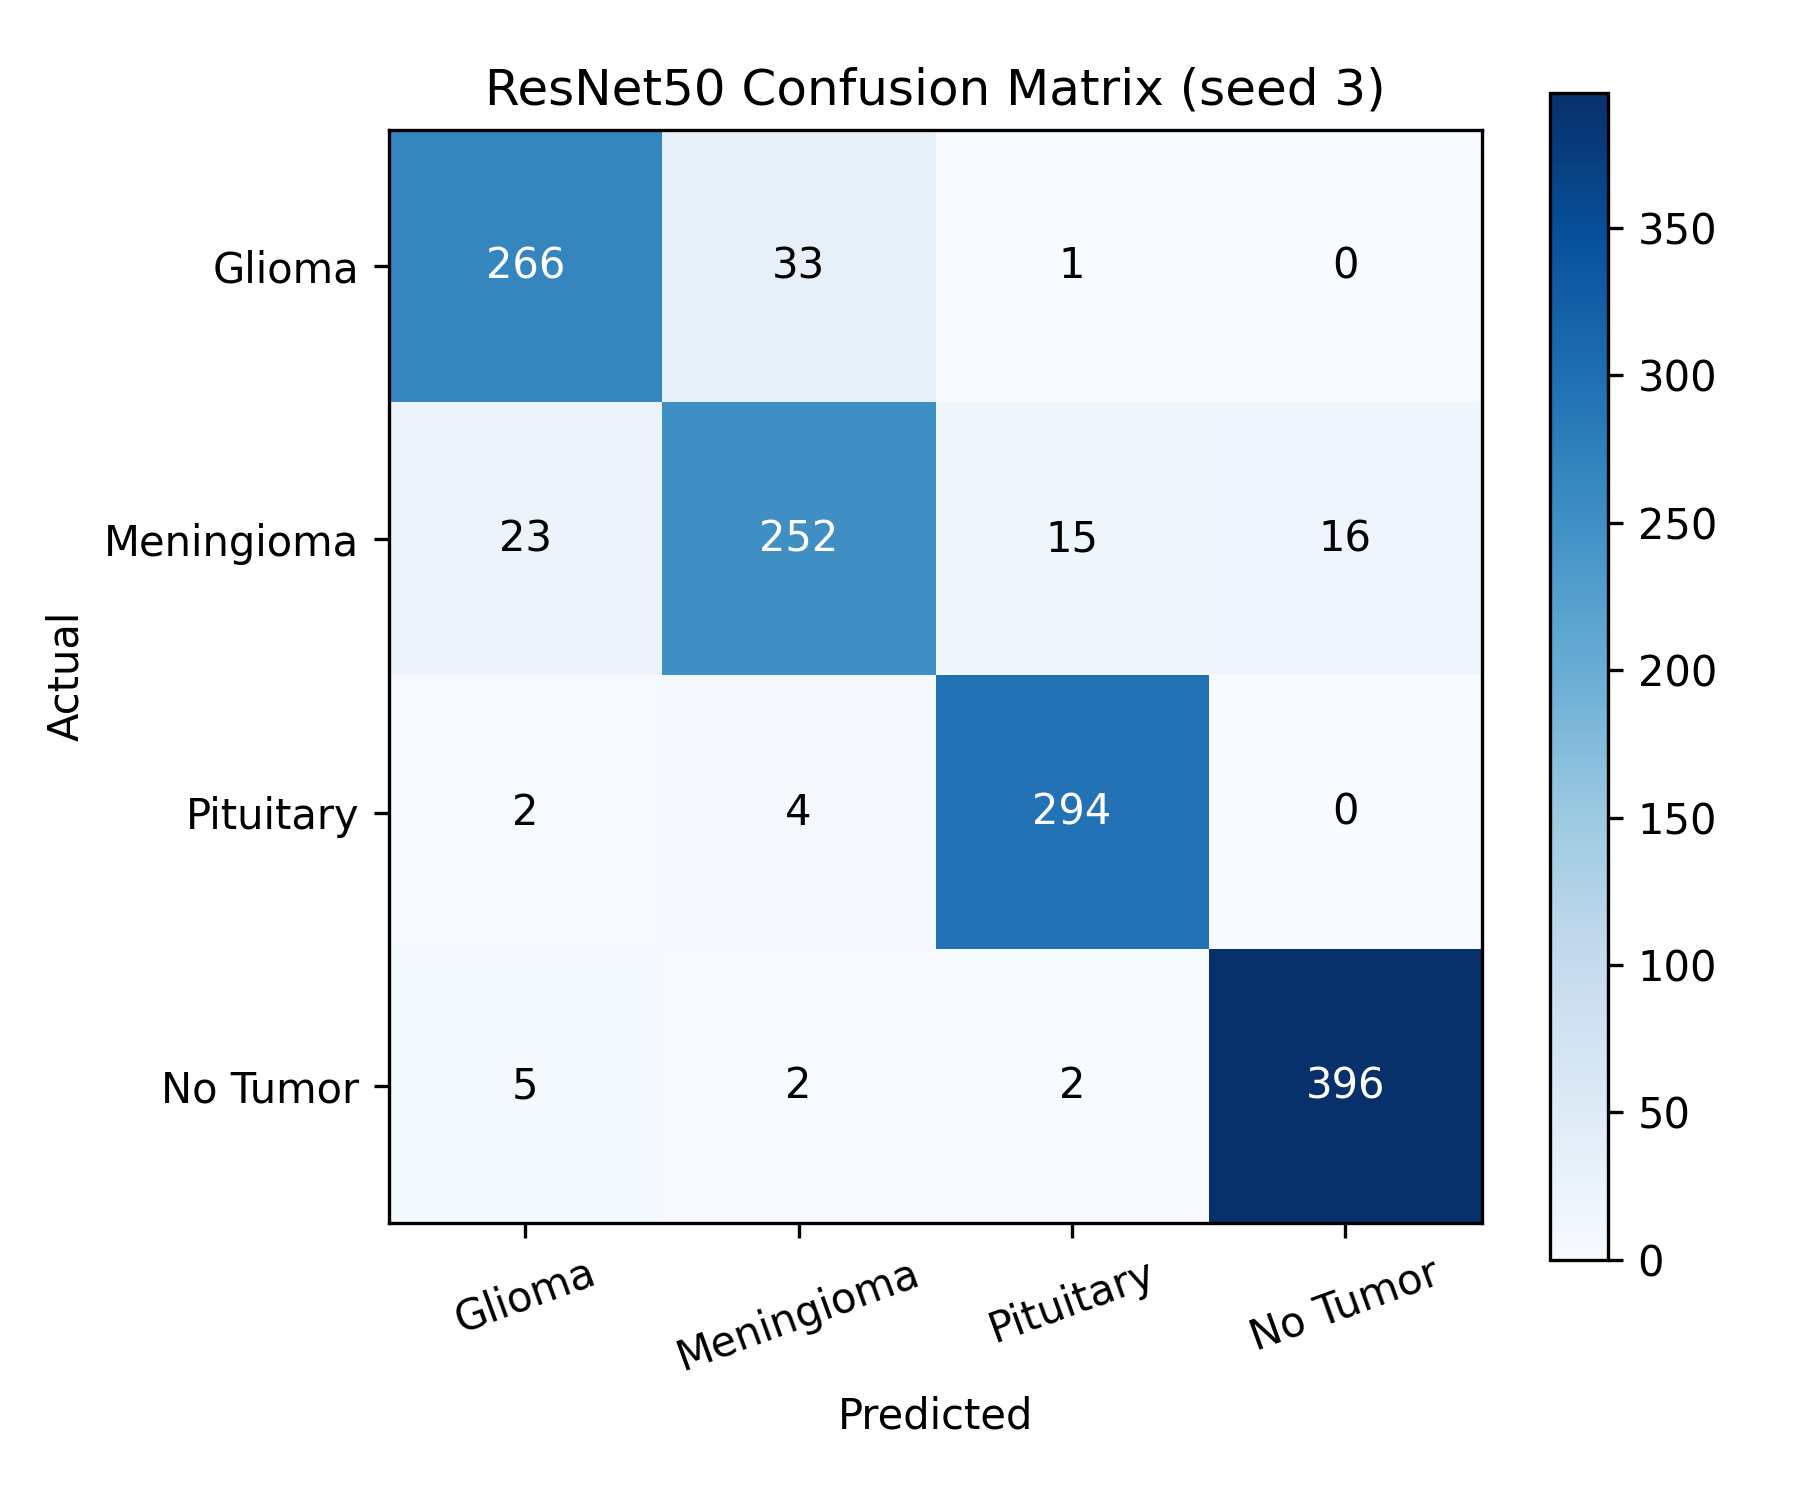 ResNet50 Confusion Matrix (seed 3)
Glioma 266 33 1 0
Meningioma 23 252 15 16
Pituitary 2 4 294 0
No Tumor 5 2 2 396
Glioma Meningioma Pituitary No Tumor
Predicted
Actual
350
300
250
200
150
100
50
0